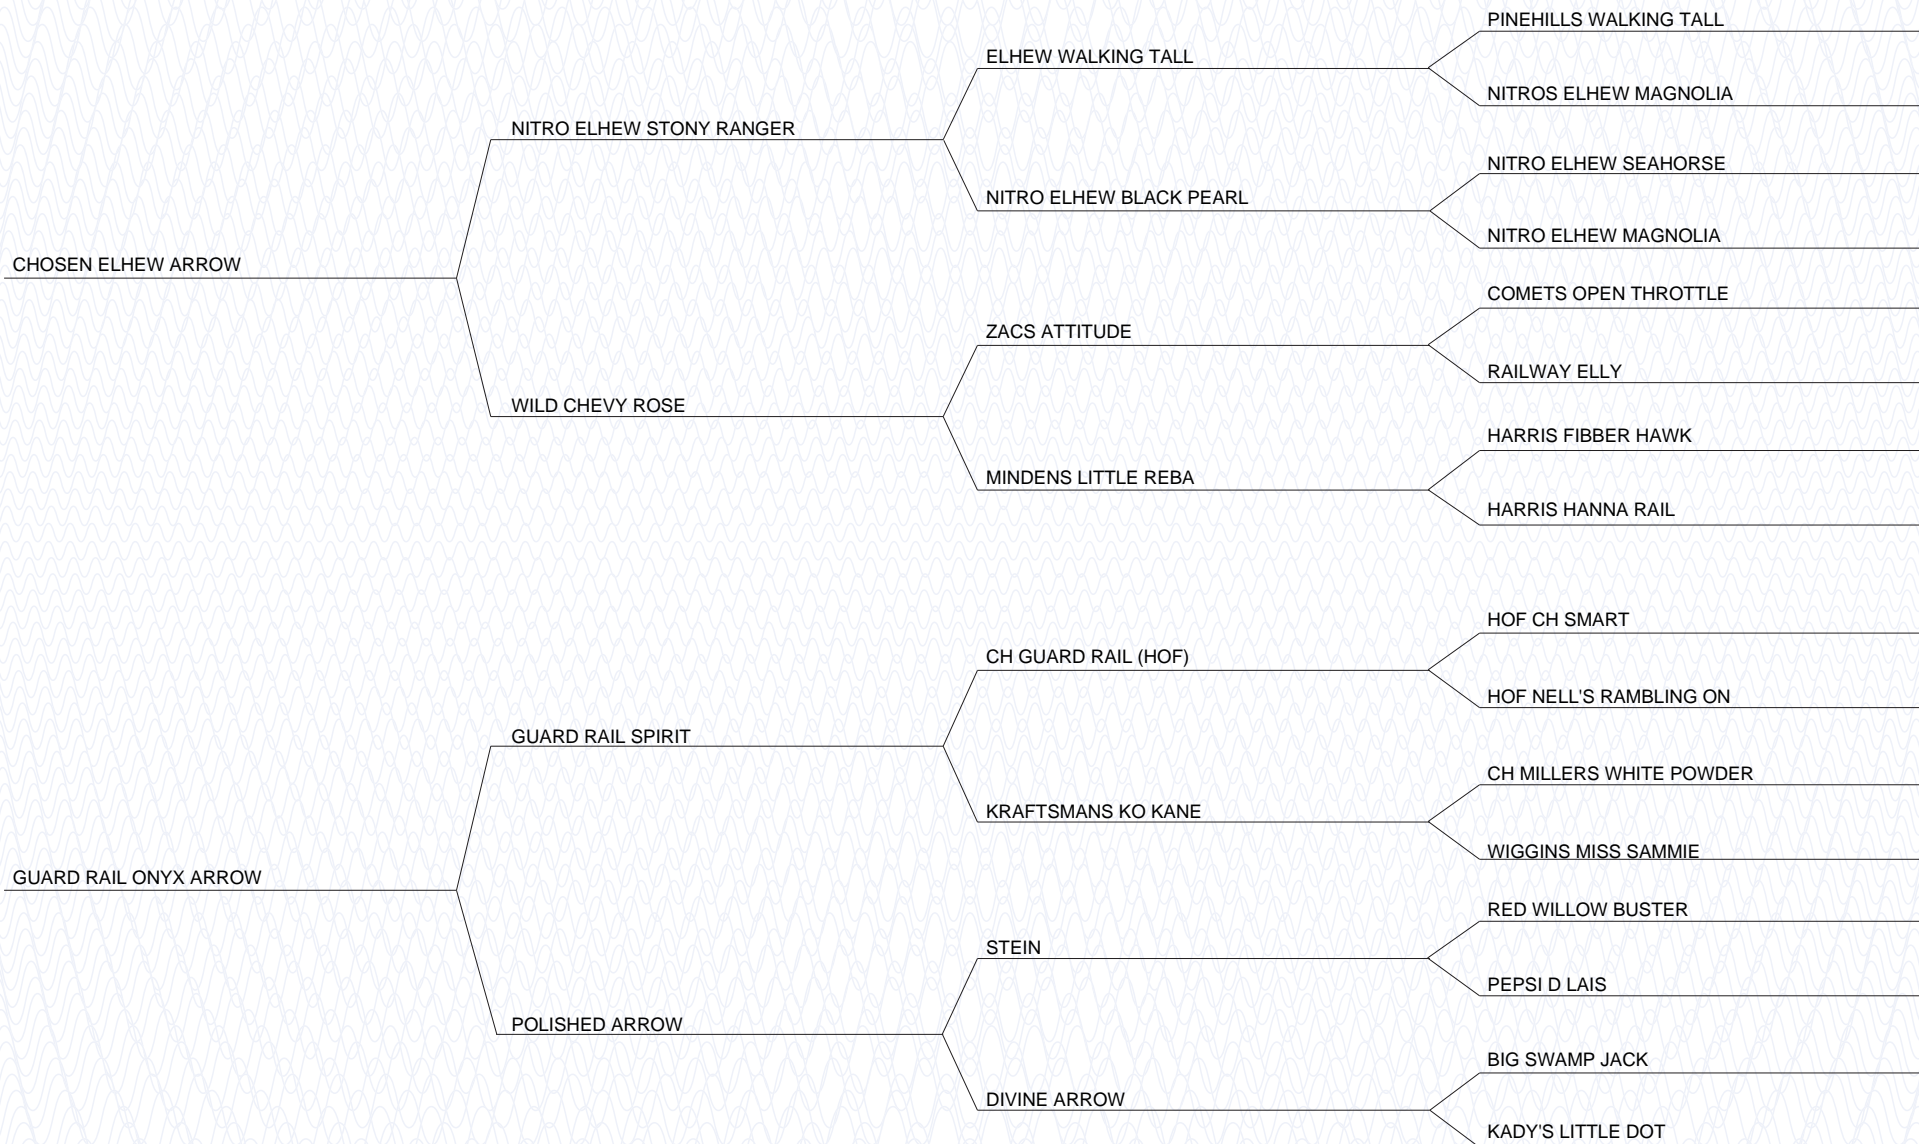 PINEHILLS WALKING TALL
ELHEW WALKING TALL
NITROS ELHEW MAGNOLIA
NITRO ELHEW STONY RANGER
NITRO ELHEW SEAHORSE
NITRO ELHEW BLACK PEARL
NITRO ELHEW MAGNOLIA
CHOSEN ELHEW ARROW
COMETS OPEN THROTTLE
ZACS ATTITUDE
RAILWAY ELLY
WILD CHEVY ROSE
HARRIS FIBBER HAWK
MINDENS LITTLE REBA
HARRIS HANNA RAIL
HOF CH SMART
CH GUARD RAIL (HOF)
HOF NELL'S RAMBLING ON
GUARD RAIL SPIRIT
CH MILLERS WHITE POWDER
KRAFTSMANS KO KANE
WIGGINS MISS SAMMIE
GUARD RAIL ONYX ARROW
RED WILLOW BUSTER
STEIN
PEPSI D LAIS
POLISHED ARROW
BIG SWAMP JACK
DIVINE ARROW
KADY'S LITTLE DOT